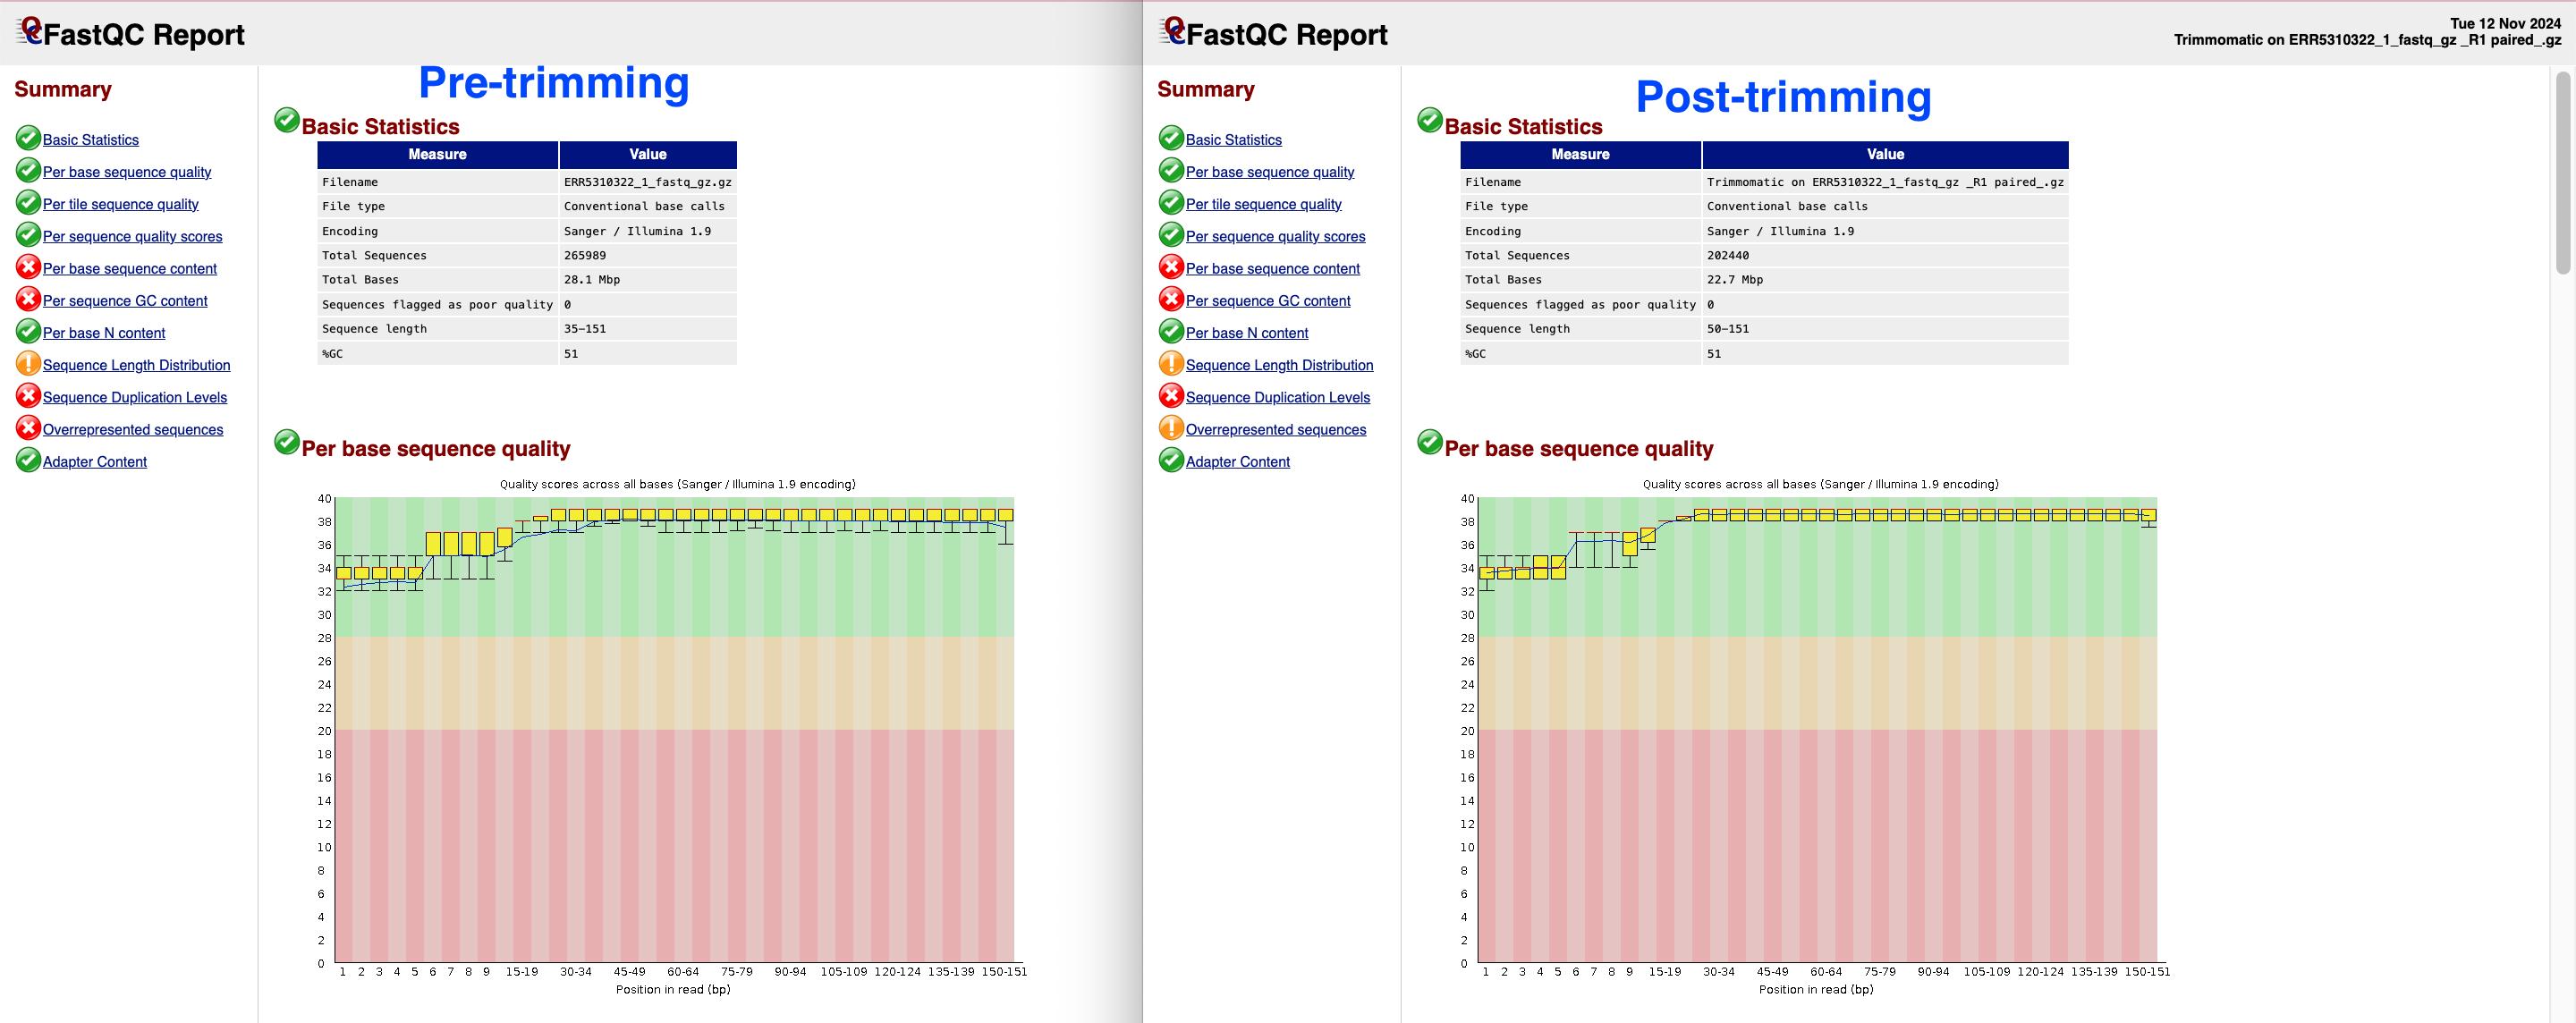 FastQC Report
Pre-trimming
Summary
Basic Statistics
Per base sequence quality
Per tile sequence quality
Per sequence quality scores
Per base sequence content
Per sequence GC content
Per base N content
Sequence Length Distribution
Sequence Duplication Levels
Overrepresented sequences
Adapter Content
Basic Statistics
Measure Value
Filename ERR5310322_1_fastq_gz.gz
File type Conventional base calls
Encoding Sanger / Illumina 1.9
Total Sequences 265989
Total Bases 28.1 Mbp
Sequences flagged as poor quality 0
Sequence length 35-151
%GC 51
Per base sequence quality
Quality scores across all bases (Sanger / Illumina 1.9 encoding)
40
38
36
34
32
30
28
26
24
22
20
18
16
14
12
10
8
6
4
2
0
1 2 3 4 5 6 7 8 9 15-19 30-34 45-49 60-64 75-79 90-94 105-109 120-124 135-139 150-151
Position in read (bp)
FastQC Report
Tue 12 Nov 2024
Trimmomatic on ERR5310322_1_fastq_gz _R1 paired_.gz
Post-trimming
Summary
Basic Statistics
Per base sequence quality
Per tile sequence quality
Per sequence quality scores
Per base sequence content
Per sequence GC content
Per base N content
Sequence Length Distribution
Sequence Duplication Levels
Overrepresented sequences
Adapter Content
Basic Statistics
Measure Value
Filename Trimmomatic on ERR5310322_1_fastq_gz _R1 paired_.gz
File type Conventional base calls
Encoding Sanger / Illumina 1.9
Total Sequences 202440
Total Bases 22.7 Mbp
Sequences flagged as poor quality 0
Sequence length 50-151
%GC 51
Per base sequence quality
Quality scores across all bases (Sanger / Illumina 1.9 encoding)
40
38
36
34
32
30
28
26
24
22
20
18
16
14
12
10
8
6
4
2
0
1 2 3 4 5 6 7 8 9 15-19 30-34 45-49 60-64 75-79 90-94 105-109 120-124 135-139 150-151
Position in read (bp)